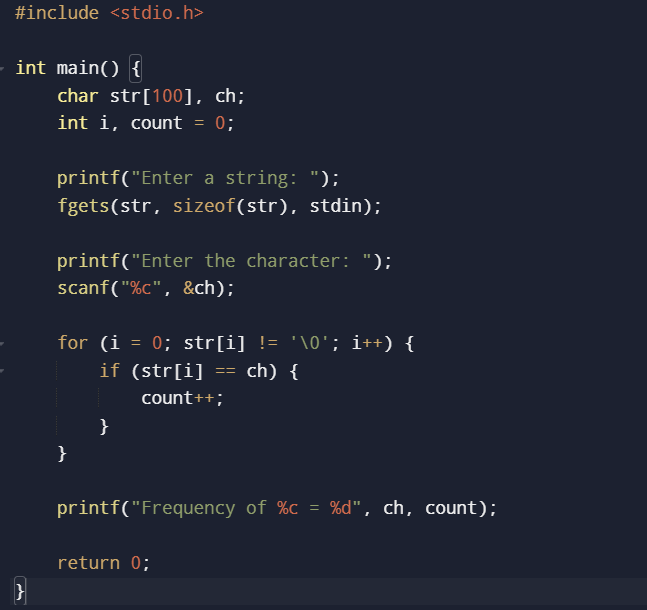 #include <stdio.h>
int main() {
    char str[100], ch;
    int i, count = 0;
    printf("Enter a string: ");
    fgets(str, sizeof(str), stdin);
    printf("Enter the character: ");
    scanf("%c", &ch);
    for (i = 0; str[i] != '\0'; i++) {
        if (str[i] == ch) {
            count++;
        }
    }
    printf("Frequency of %c = %d", ch, count);
    return 0;
}